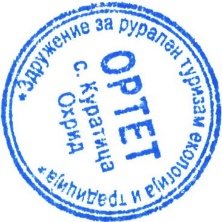 *Здружение за рурален туризам екологија и традиција*
ОРТЕТ
с. Куратица
Охрид